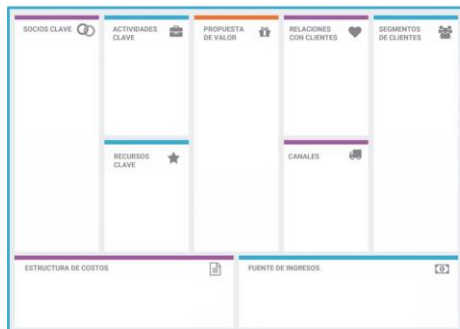 SOCIOS CLAVE
ACTIVIDADES
CLAVE
PROPUESTA
DE VALOR
RELACIONES
CON CLIENTES
SEGMENTOS
DE CLIENTES
RECURSOS
CLAVE
CANALES
ESTRUCTURA DE COSTOS
FUENTE DE INGRESOS